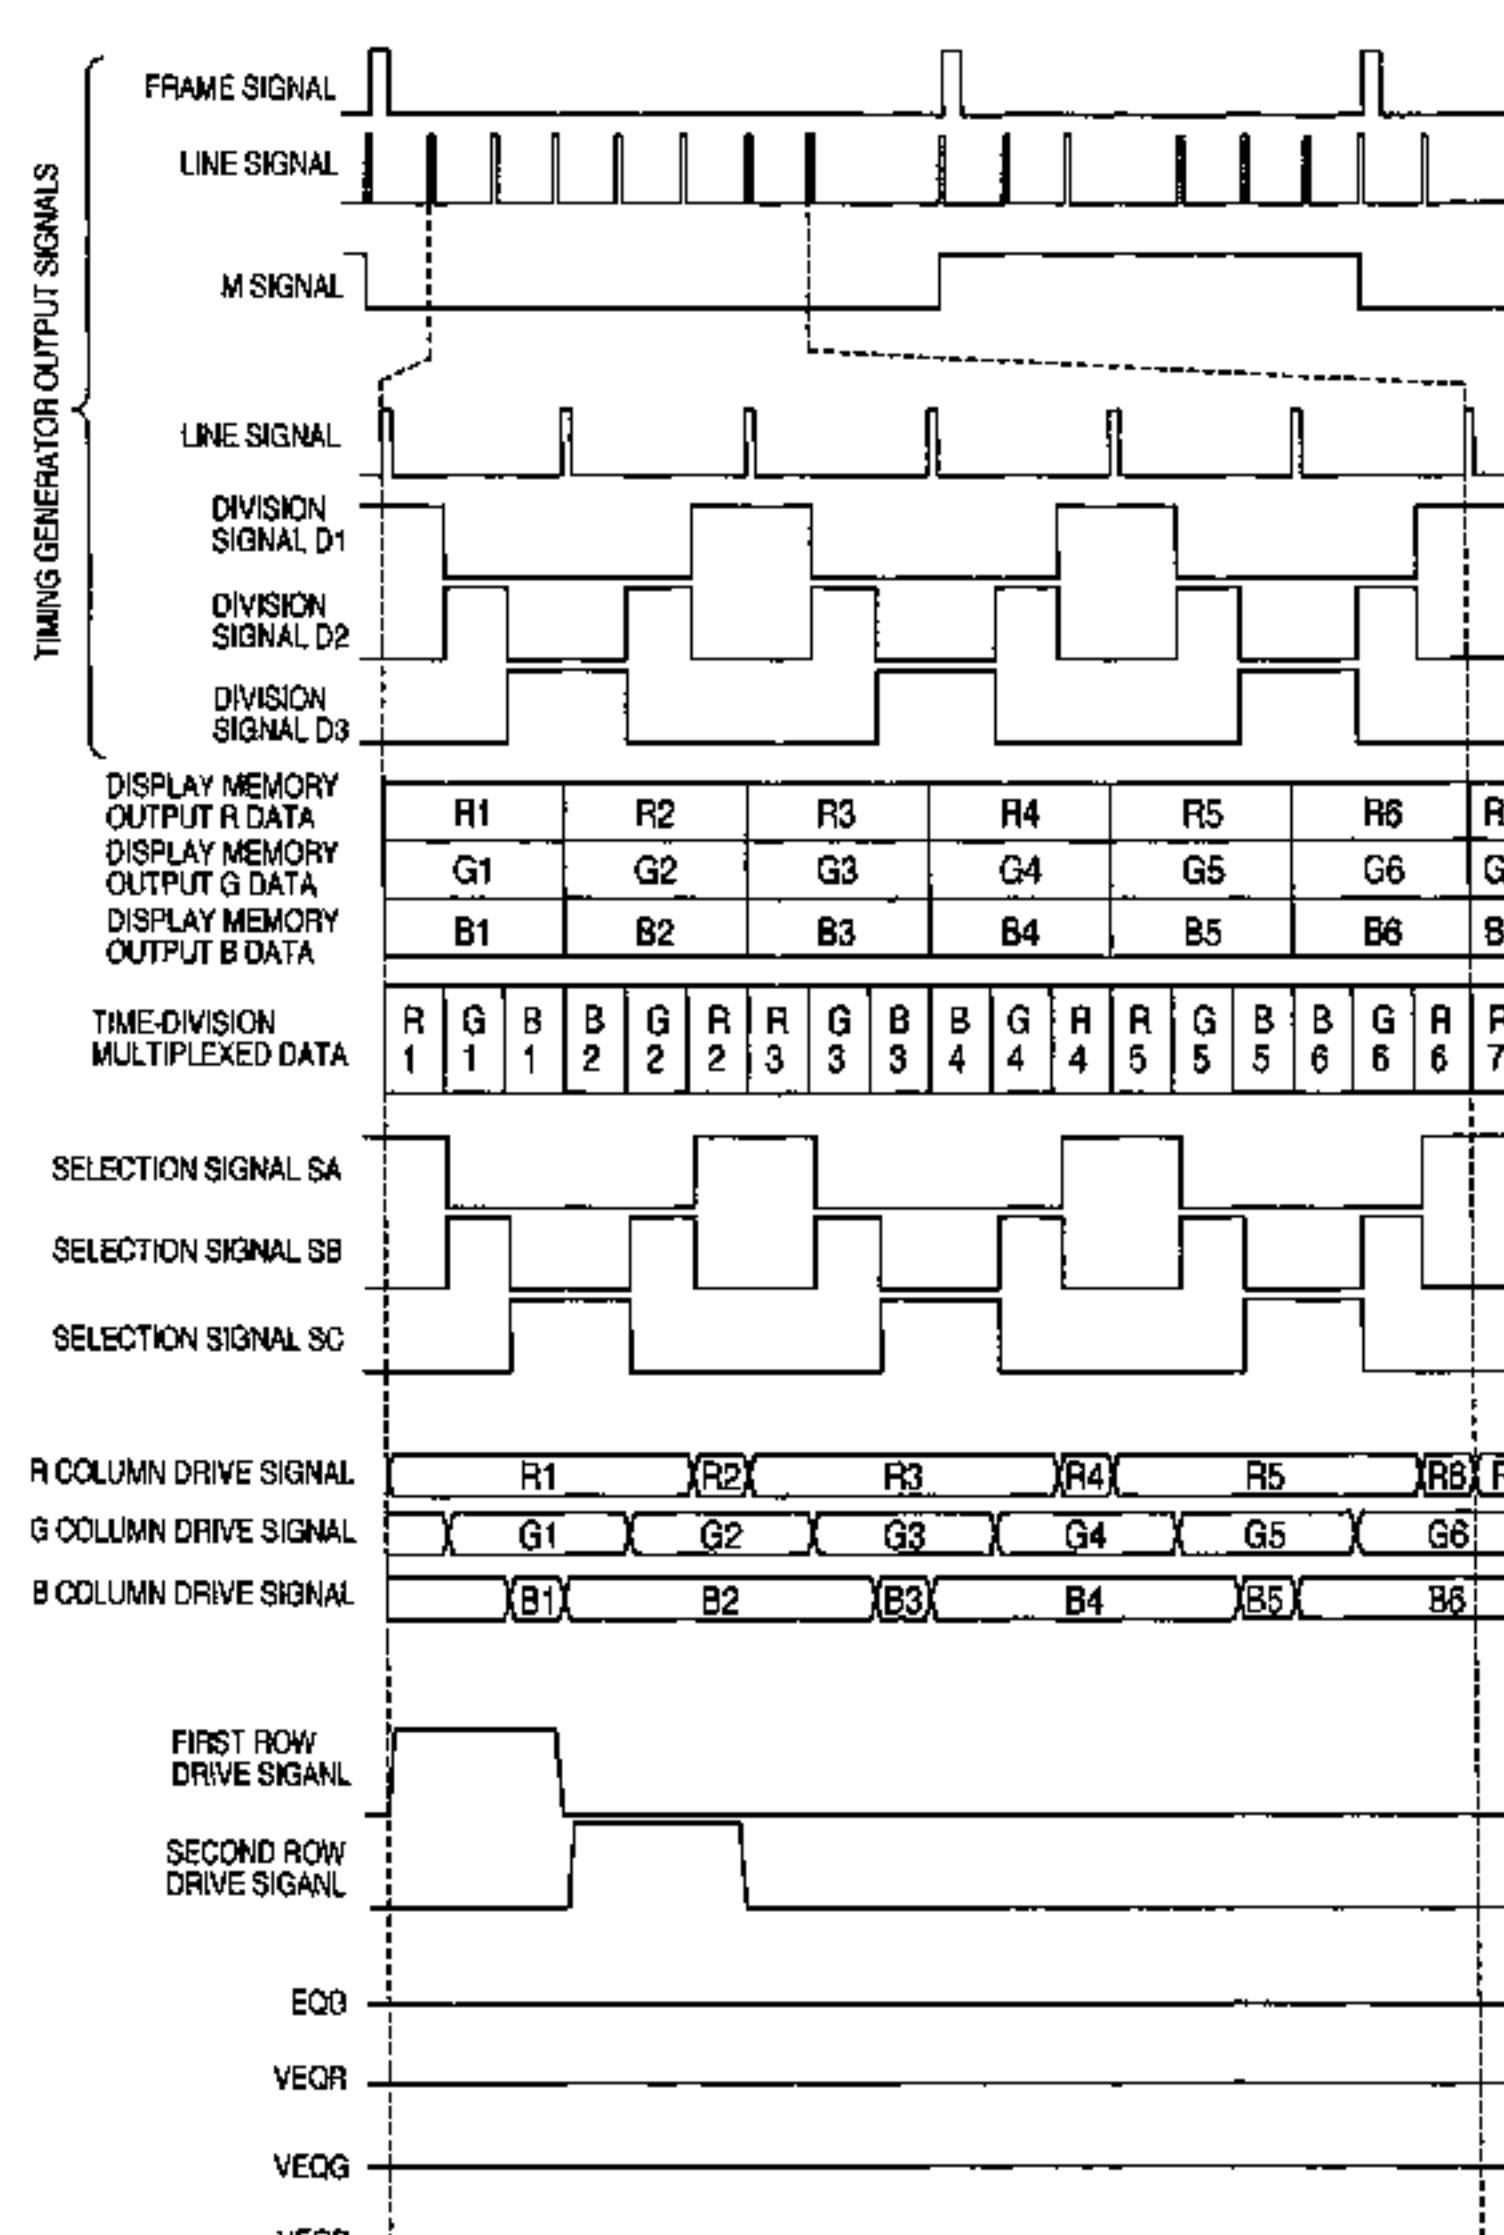 TIMING GENERATOR OUTPUT SIGNALS
FRAME SIGNAL
LINE SIGNAL
M SIGNAL
LINE SIGNAL
DIVISION
SIGNAL D1
DIVISION
SIGNAL D2
DIVISION
SIGNAL D3
DISPLAY MEMORY
OUTPUT R DATA
R1 R2 R3 R4 R5 R6 R
DISPLAY MEMORY
OUTPUT G DATA
G1 G2 G3 G4 G5 G6 G
DISPLAY MEMORY
OUTPUT B DATA
B1 B2 B3 B4 B5 B6 B
TIME-DIVISION
MULTIPLEXED DATA
R G B B G R R G B B G R R G B B G R R
1 1 1 2 2 2 3 3 3 4 4 4 5 5 5 6 6 6 7
SELECTION SIGNAL SA
SELECTION SIGNAL SB
SELECTION SIGNAL SC
R COLUMN DRIVE SIGNAL R1 R2 R3 R4 R5 R6 R
G COLUMN DRIVE SIGNAL G1 G2 G3 G4 G5 G6
B COLUMN DRIVE SIGNAL B1 B2 B3 B4 B5 B6
FIRST ROW
DRIVE SIGANL
SECOND ROW
DRIVE SIGANL
VEQR
VEQG